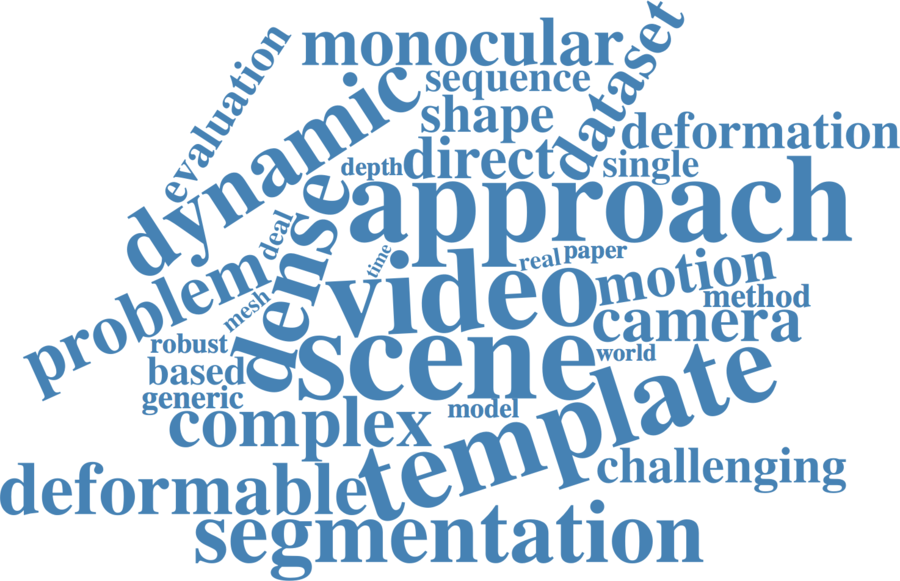 monocular
evaluation
dataset
sequence
dynamic
shape
deformation
direct
depth
single
approach
dense
deal
time
real
paper
problem
video
motion
mesh
method
camera
robust
scene
world
based
generic
template
model
complex
challenging
deformable
segmentation